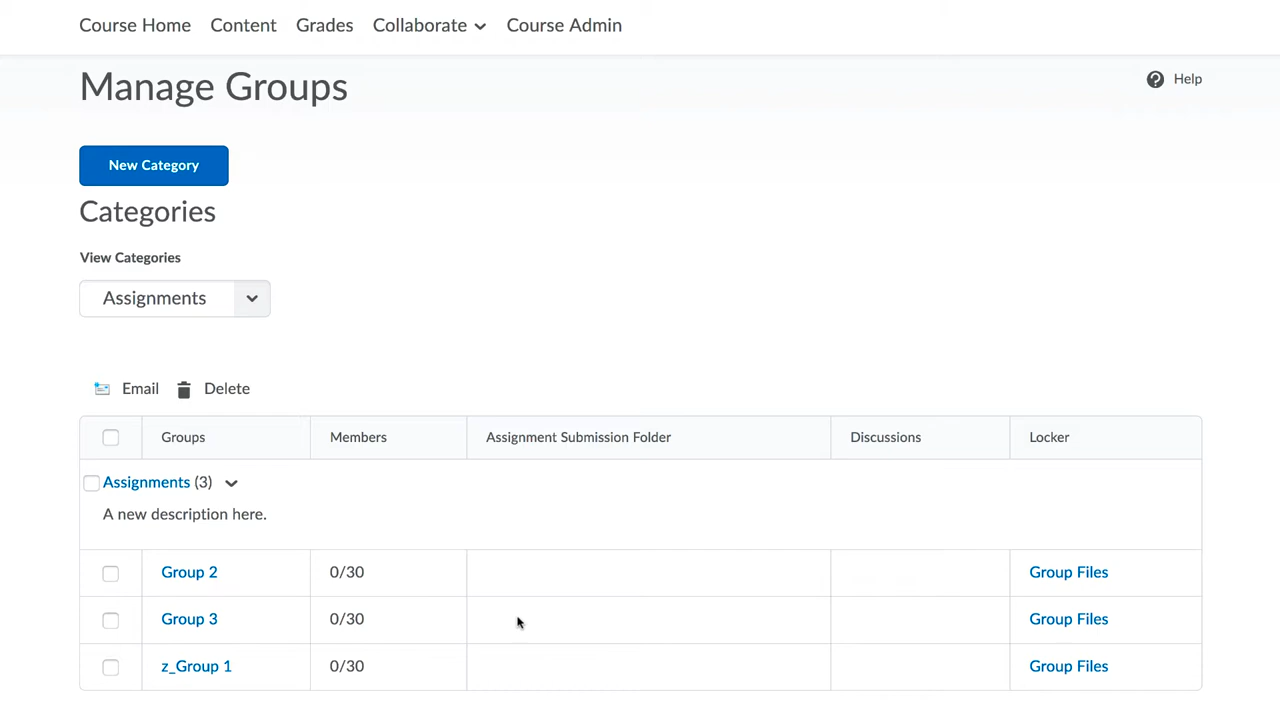 Course Home Content Grades Collaborate Course Admin
Manage Groups
Help
New Category
Categories
View Categories
Assignments
Email Delete
Groups Members Assignment Submission Folder Discussions Locker
Assignments (3)
A new description here.
Group 2 0/30 Group Files
Group 3 0/30 Group Files
z_Group 1 0/30 Group Files